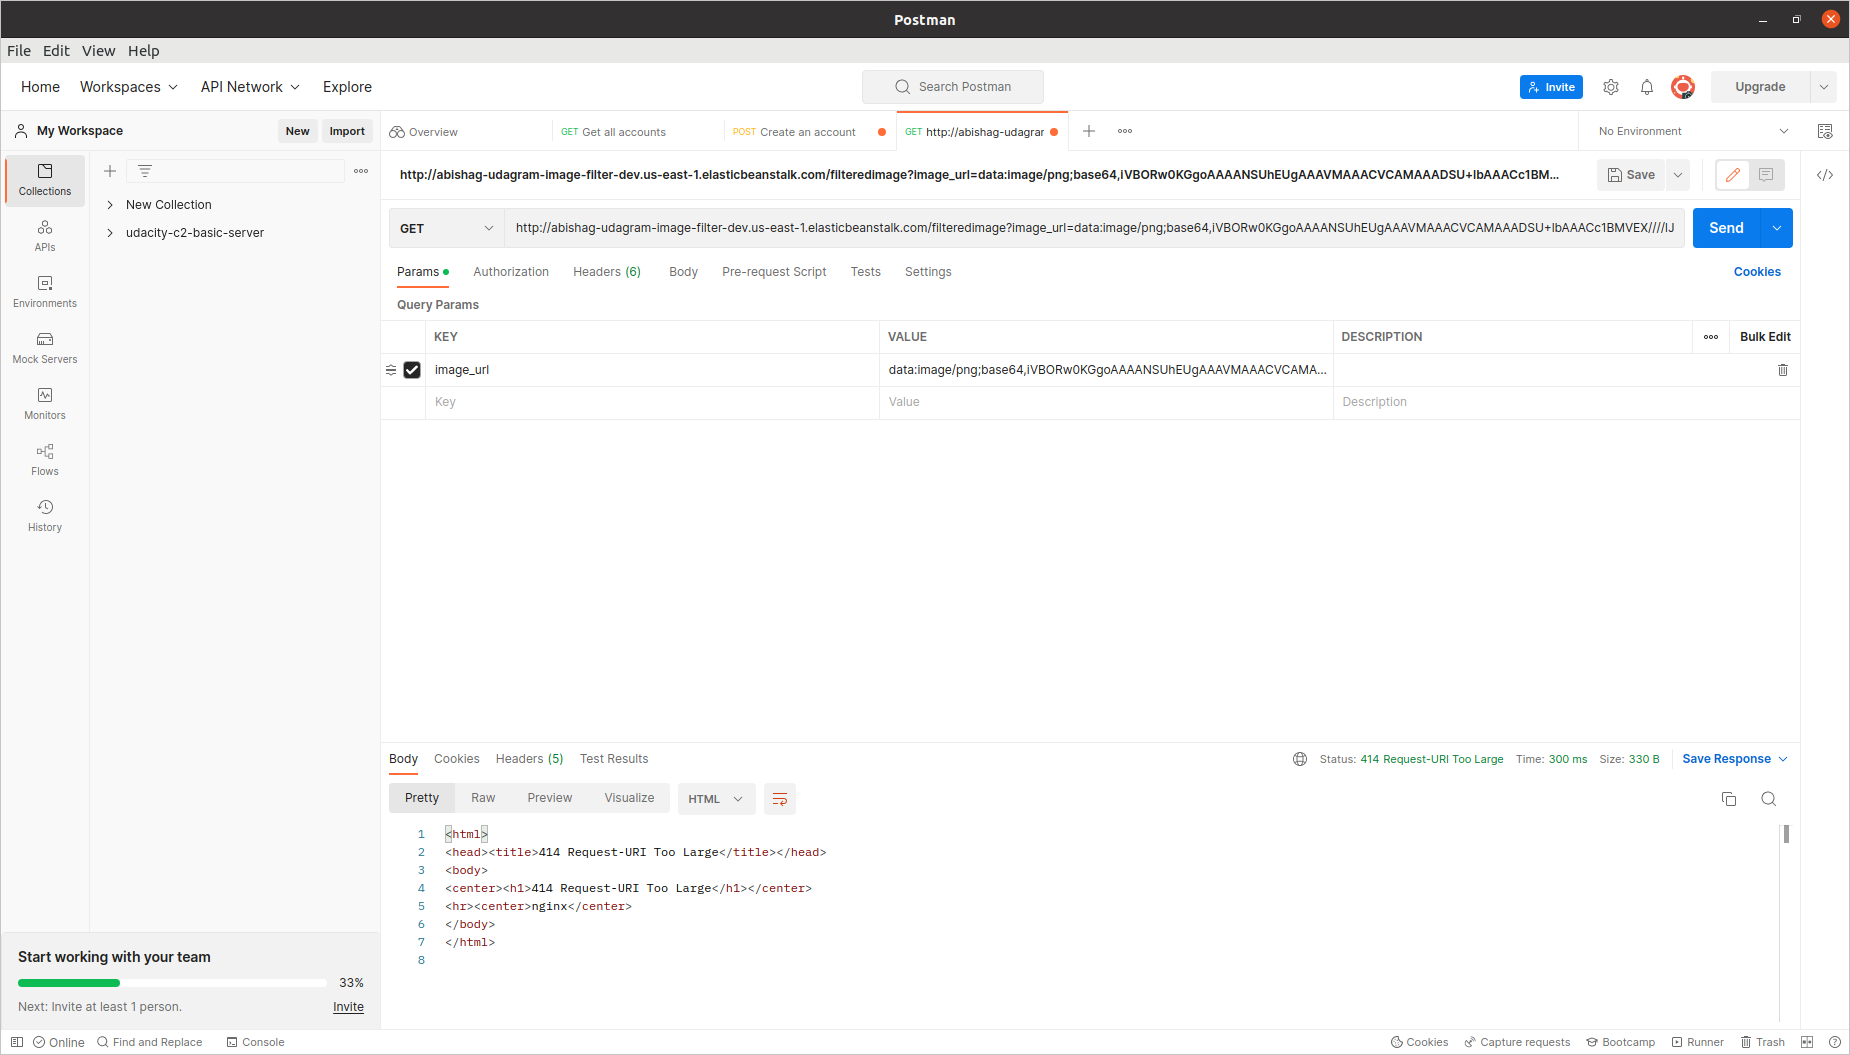 Postman
File Edit View Help
Home Workspaces API Network Explore
Search Postman
Invite
Upgrade
My Workspace
New Import
Overview
GET Get all accounts
POST Create an account
GET http://abishag-udagrar
No Environment
Collections
APIs
Environments
Mock Servers
Monitors
Flows
History
New Collection
udacity-c2-basic-server
http://abishag-udagram-image-filter-dev.us-east-1.elasticbeanstalk.com/filteredimage?image_url=data:image/png;base64,iVBORw0KGgoAAAANSUhEUgAAAVMAAACVCAMAAADSU+IbAAACc1BM...
Save
GET
http://abishag-udagram-image-filter-dev.us-east-1.elasticbeanstalk.com/filteredimage?image_url=data:image/png;base64,iVBORw0KGgoAAAANSUhEUgAAAVMAAACVCAMAAADSU+IbAAACc1BMVEX////IJ
Send
Params Authorization Headers (6) Body Pre-request Script Tests Settings
Cookies
Query Params
KEY VALUE DESCRIPTION Bulk Edit
image_url data:image/png;base64,iVBORw0KGgoAAAANSUhEUgAAAVMAAACVCAMA...
Key Value Description
Body Cookies Headers (5) Test Results
Status: 414 Request-URI Too Large Time: 300 ms Size: 330 B
Save Response
Pretty Raw Preview Visualize HTML
1 <html>
2 <head><title>414 Request-URI Too Large</title></head>
3 <body>
4 <center><h1>414 Request-URI Too Large</h1></center>
5 <hr><center>nginx</center>
6 </body>
7 </html>
8
Start working with your team
33%
Next: Invite at least 1 person. Invite
Online Find and Replace Console
Cookies Capture requests Bootcamp Runner Trash